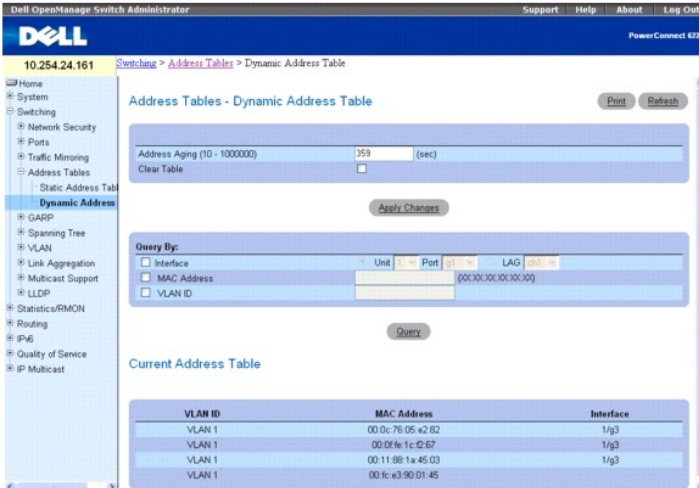 Dell OpenManage Switch Administrator Support Help About Log Out
DELL
PowerConnect 622
10.254.24.161
Switching > Address Tables > Dynamic Address Table
Home
System
Switching
Network Security
Ports
Traffic Mirroring
Address Tables
Static Address Tabl
Dynamic Address
GARP
Spanning Tree
VLAN
Link Aggregation
Multicast Support
LLDP
Statistics/RMON
Routing
IPv6
Quality of Service
IP Multicast
Address Tables - Dynamic Address Table
Print Refresh
Address Aging (10 - 1000000) 359 (sec)
Clear Table
Apply Changes
Query By:
Interface Unit 1 Port g1 LAG ch1
MAC Address (XX:XX:XX:XX:XX:XX)
VLAN ID
Query
Current Address Table
VLAN ID MAC Address Interface
VLAN 1 00:0c:76:05:e2:82 1/g3
VLAN 1 00:0f:fe:1c:f2:67 1/g3
VLAN 1 00:11:88:1a:45:03 1/g3
VLAN 1 00:fc:e3:90:01:45